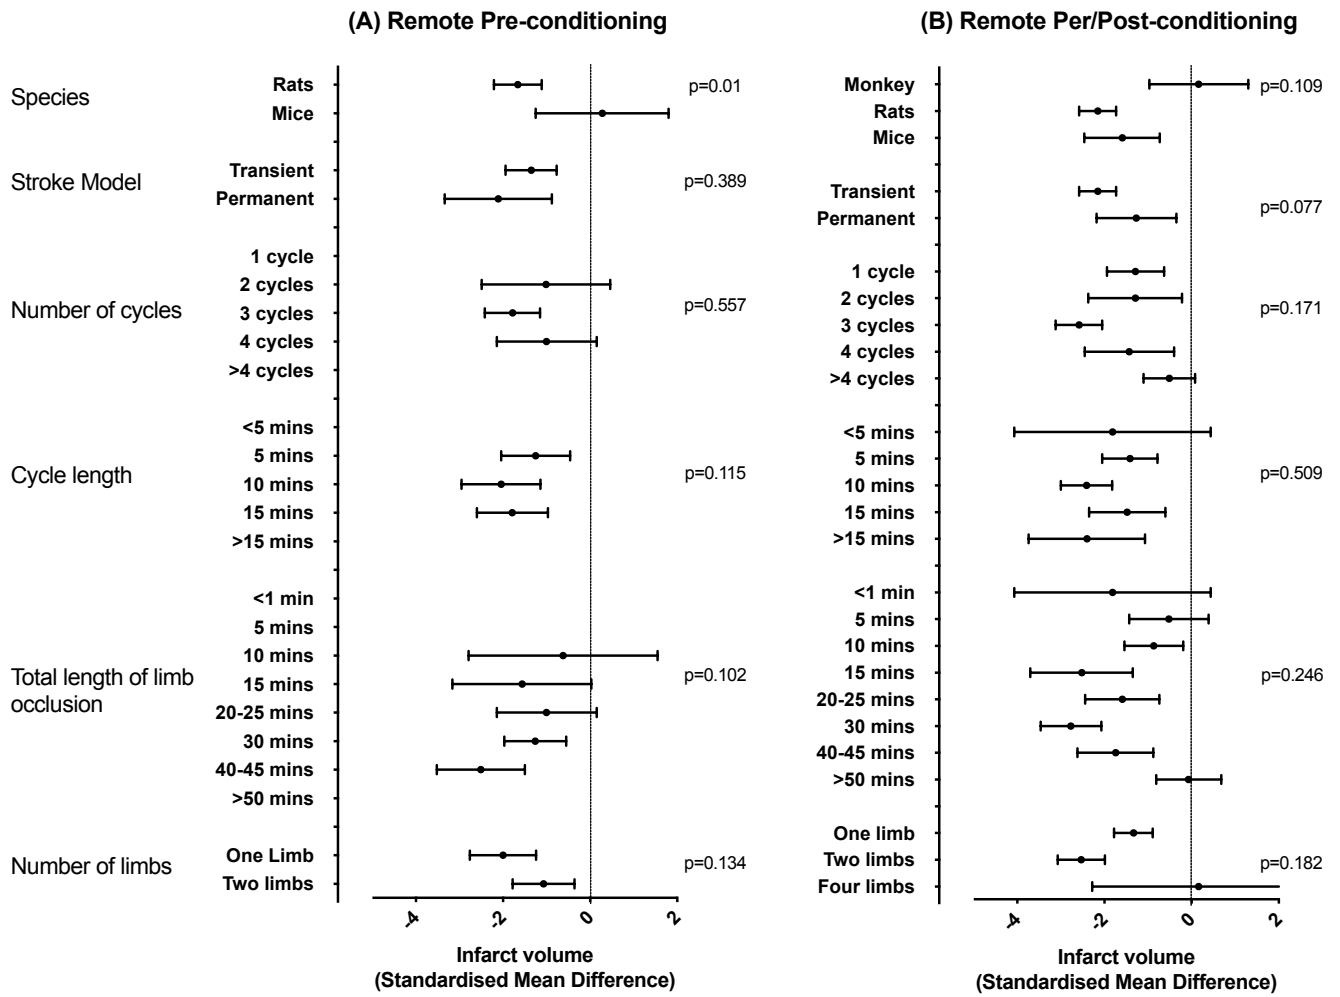 (A) Remote Pre-conditioning
Species
Rats
Mice
p=0.01
Stroke Model
Transient
Permanent
p=0.389
Number of cycles
1 cycle
2 cycles
3 cycles
4 cycles
>4 cycles
p=0.557
Cycle length
<5 mins
5 mins
10 mins
15 mins
>15 mins
p=0.115
Total length of limb
occlusion
<1 min
5 mins
10 mins
15 mins
20-25 mins
30 mins
40-45 mins
>50 mins
p=0.102
Number of limbs
One Limb
Two limbs
p=0.134
-4
-2
0
2
Infarct volume
(Standardised Mean Difference)
(B) Remote Per/Post-conditioning
Monkey
Rats
Mice
p=0.109
Transient
Permanent
p=0.077
1 cycle
2 cycles
3 cycles
4 cycles
>4 cycles
p=0.171
<5 mins
5 mins
10 mins
15 mins
>15 mins
p=0.509
<1 min
5 mins
10 mins
15 mins
20-25 mins
30 mins
40-45 mins
>50 mins
p=0.246
One limb
Two limbs
Four limbs
p=0.182
-4
-2
0
2
Infarct volume
(Standardised Mean Difference)